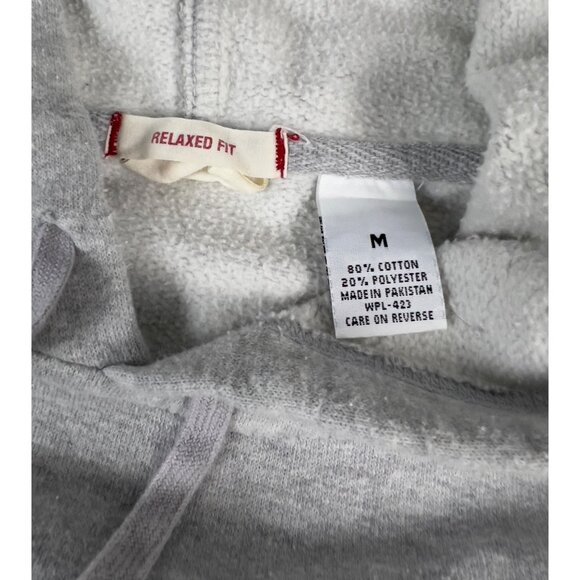 RELAXED FIT
M
80% COTTON
20% POLYESTER
MADE IN PAKISTAN
WPL-423
CARE ON REVERSE